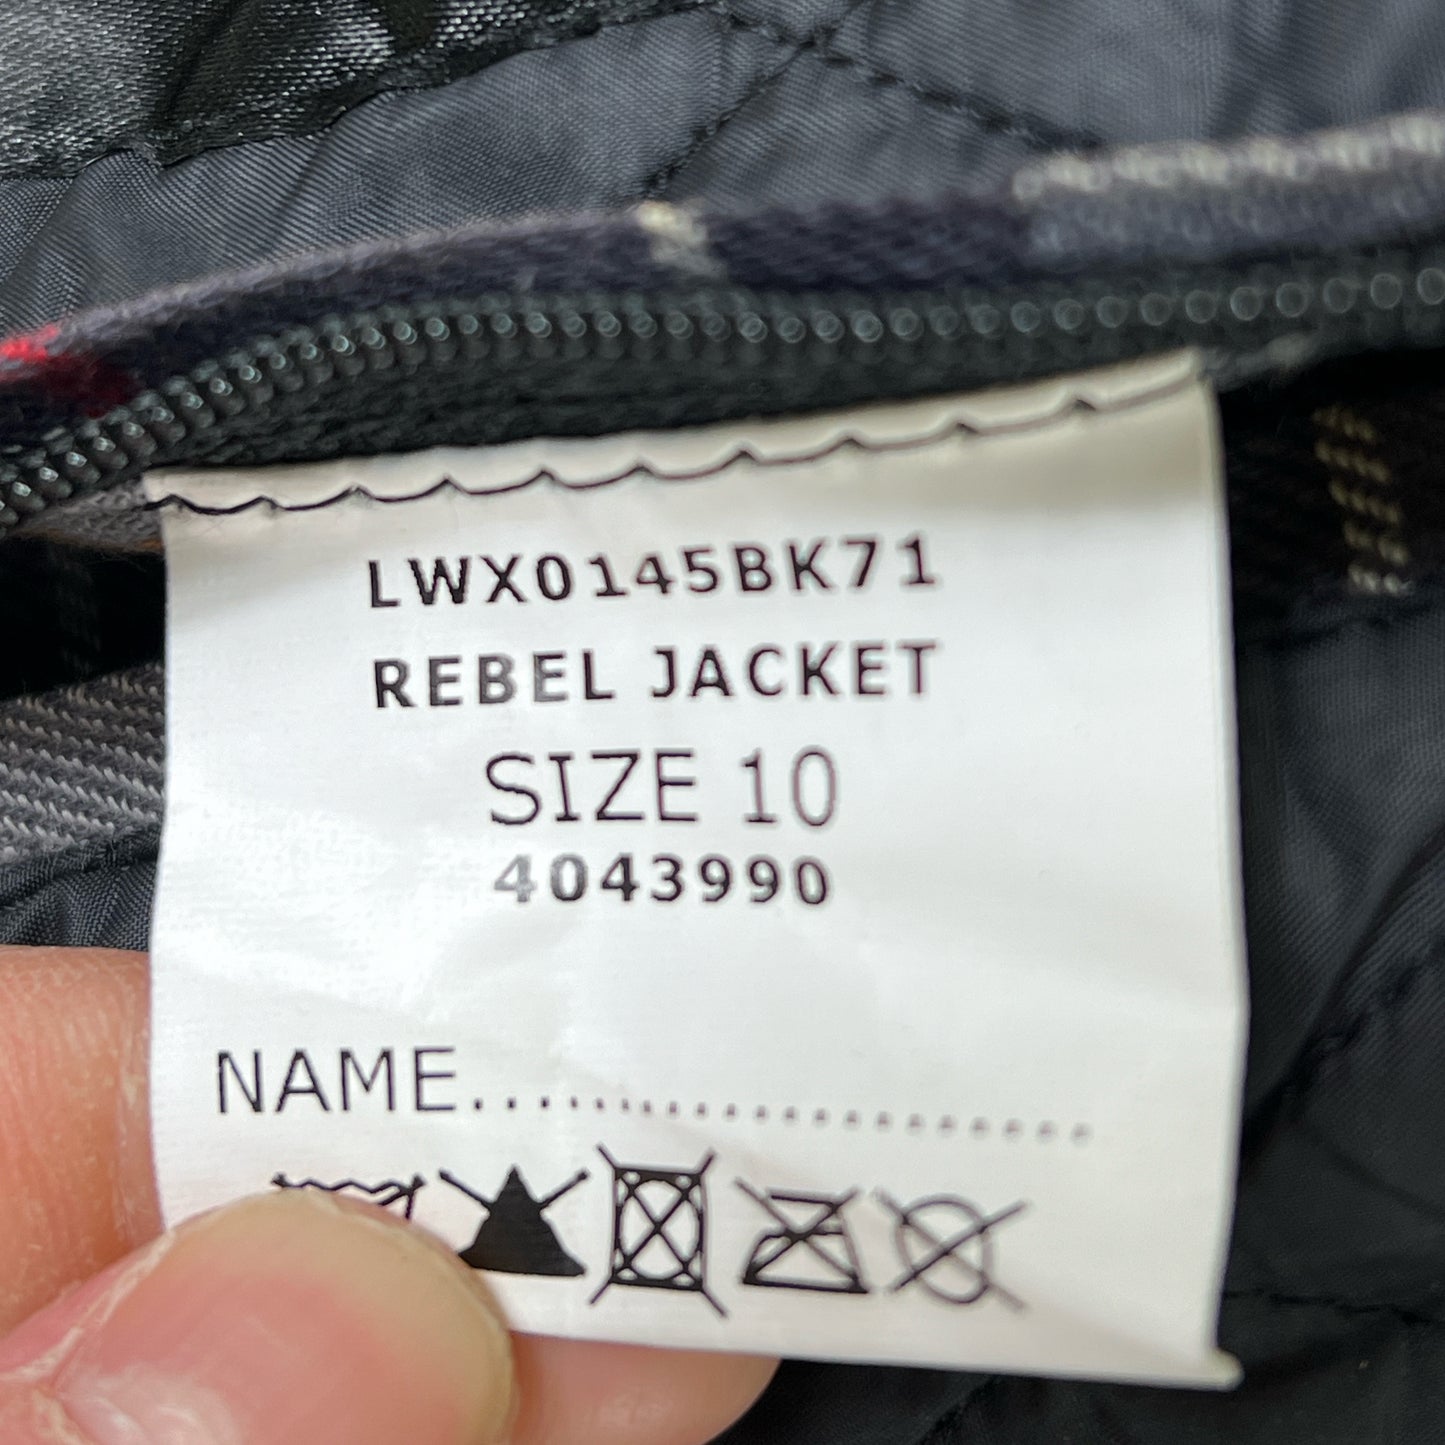 LWX0145BK71
REBEL JACKET
SIZE 10
4043990
NAME........................................